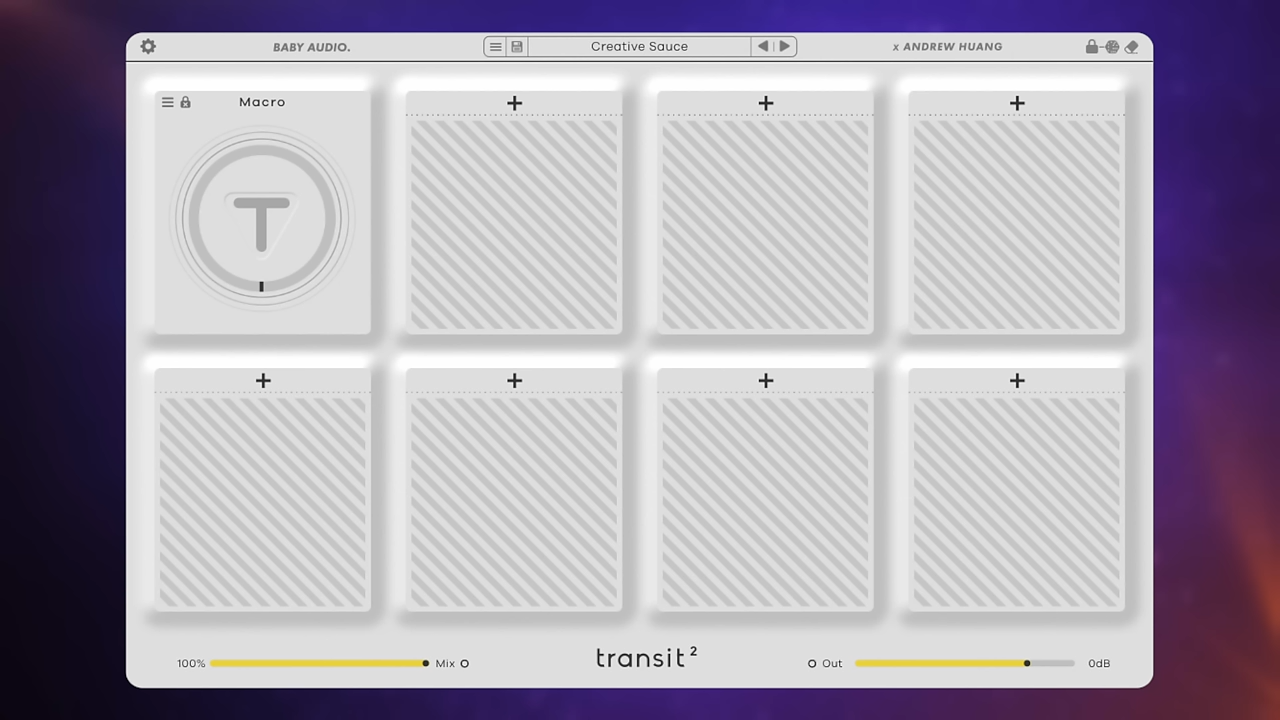 BABY AUDIO.
Creative Sauce
x ANDREW HUANG
Macro
T
100%
Mix
transit²
Out
0dB